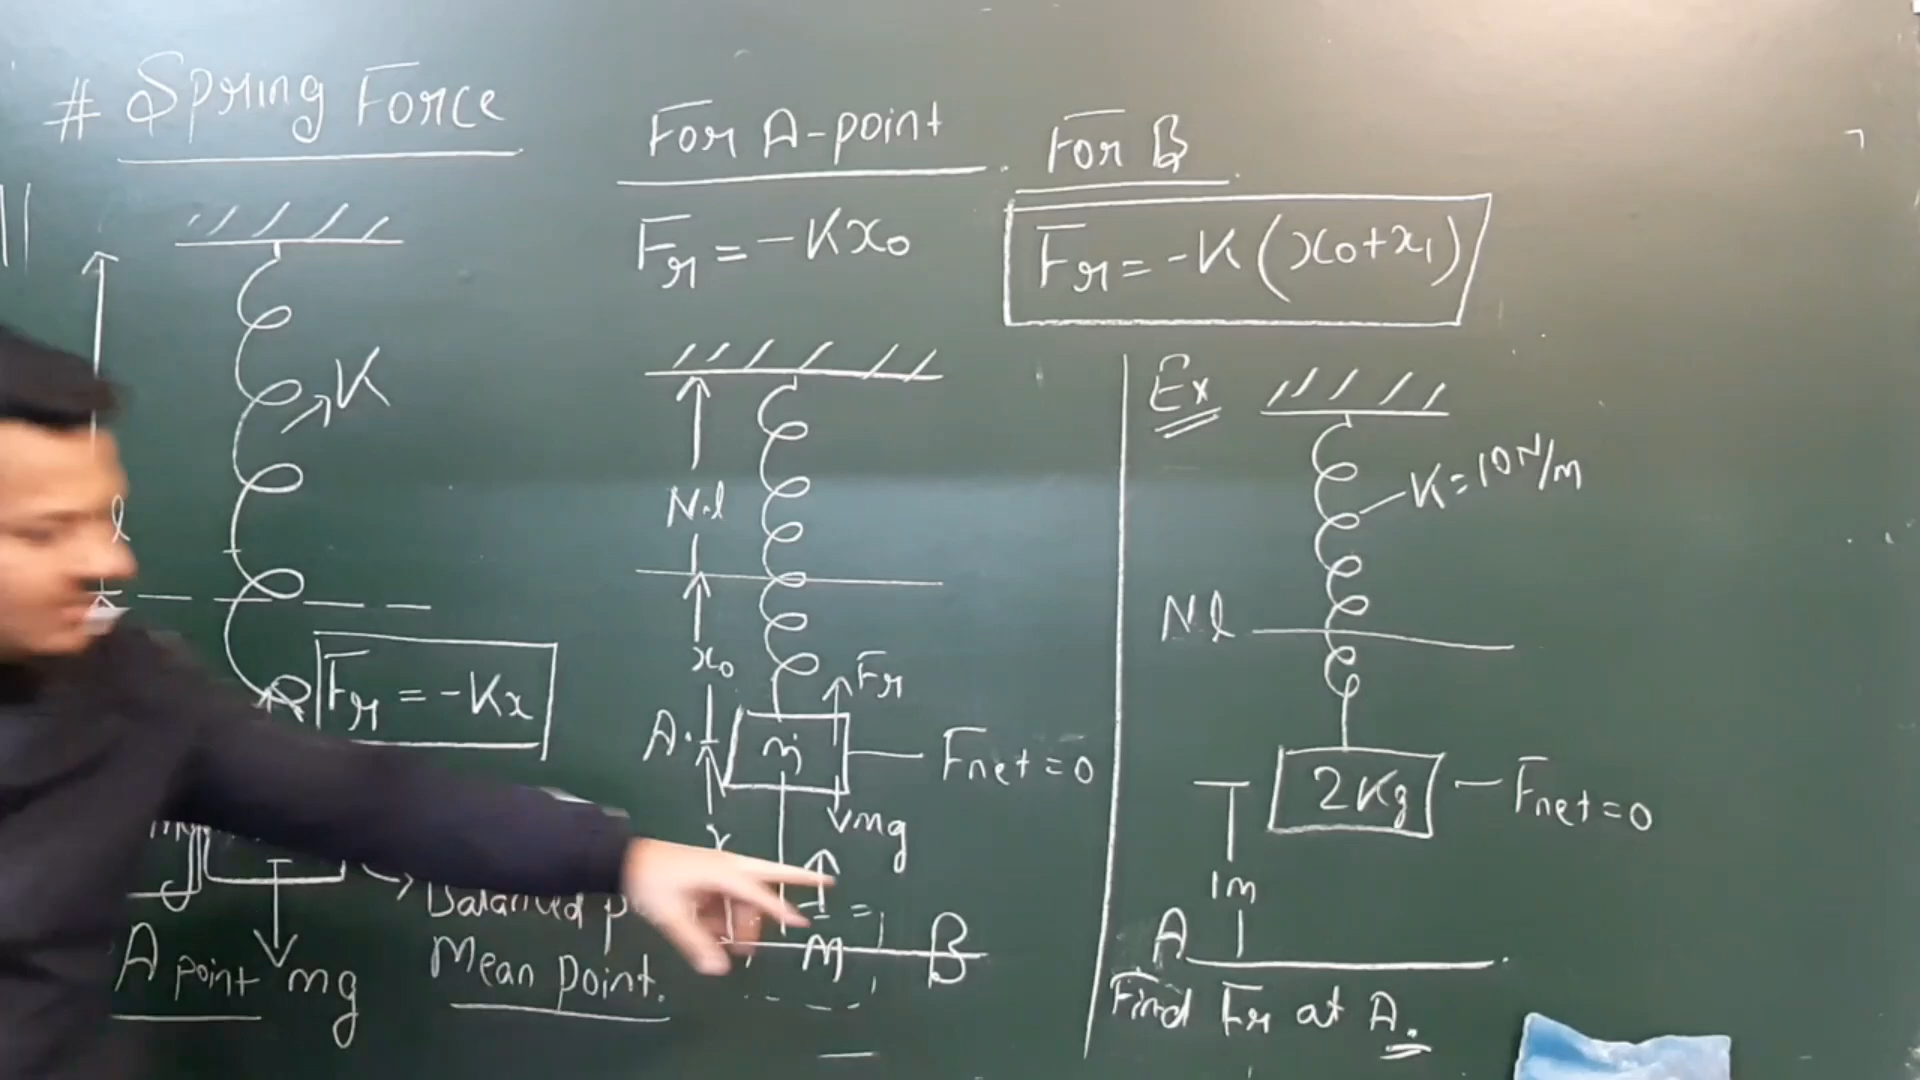 # Spring Force
K
l
Fr = -Kx
A point
mg
Mean point.
For A-point
Fr = -Kx₀
N.l
x₀
A.
m
Fr
Fnet = 0
mg
M
B
For B
Fr = -K(x₀+x₁)
Ex
K = 10 N/m
Nl
2Kg
Fnet = 0
1m
A
Find Fr at A.